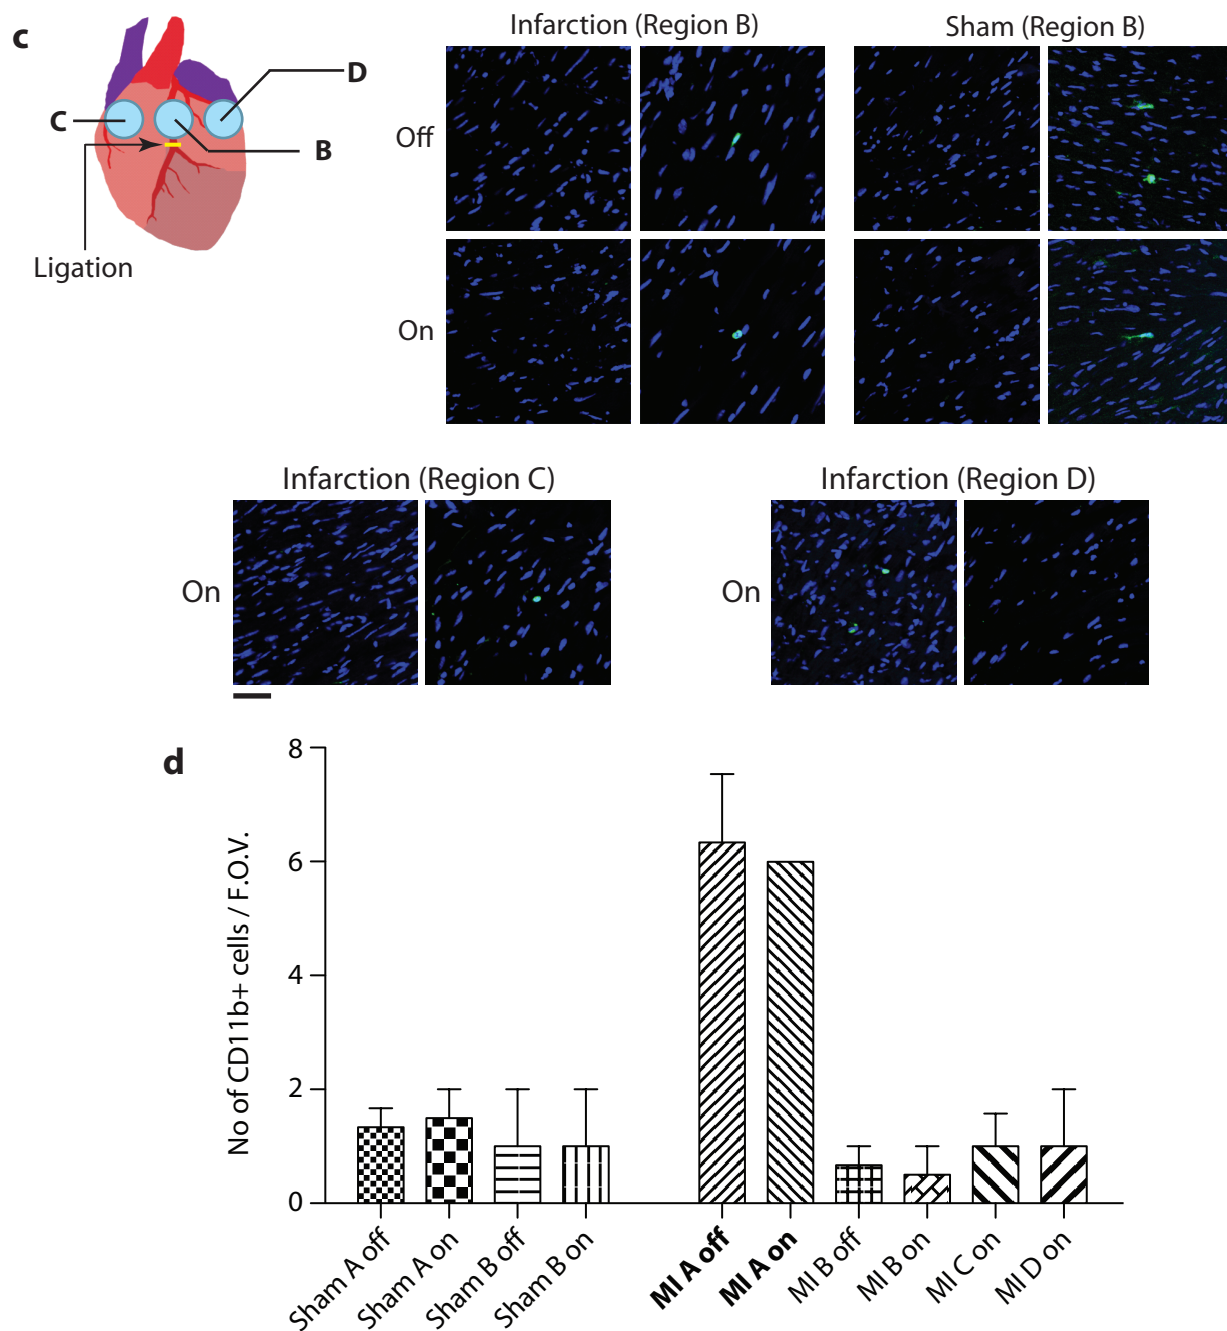 c
Infarction (Region B)
Sham (Region B)
D
C
B
Off
Ligation
On
Infarction (Region C)
Infarction (Region D)
On
On
d
8
6
4
2
0
No of CD11b+ cells / F.O.V.
Sham A off
Sham A on
Sham B off
Sham B on
MI A off
MI A on
MI B off
MI B on
MI C on
MI D on